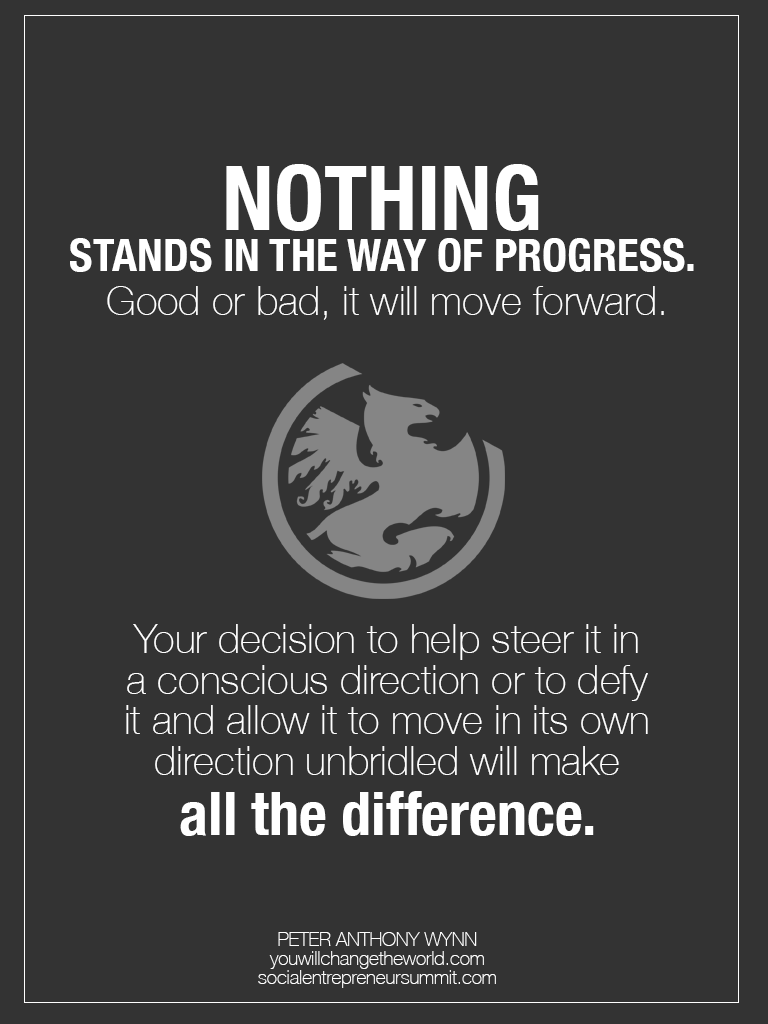 NOTHING
STANDS IN THE WAY OF PROGRESS.
Good or bad, it will move forward.
Your decision to help steer it in
a conscious direction or to defy
it and allow it to move in its own
direction unbridled will make
all the difference.
PETER ANTHONY WYNN
youwillchangetheworld.com
socialentrepreneursummit.com